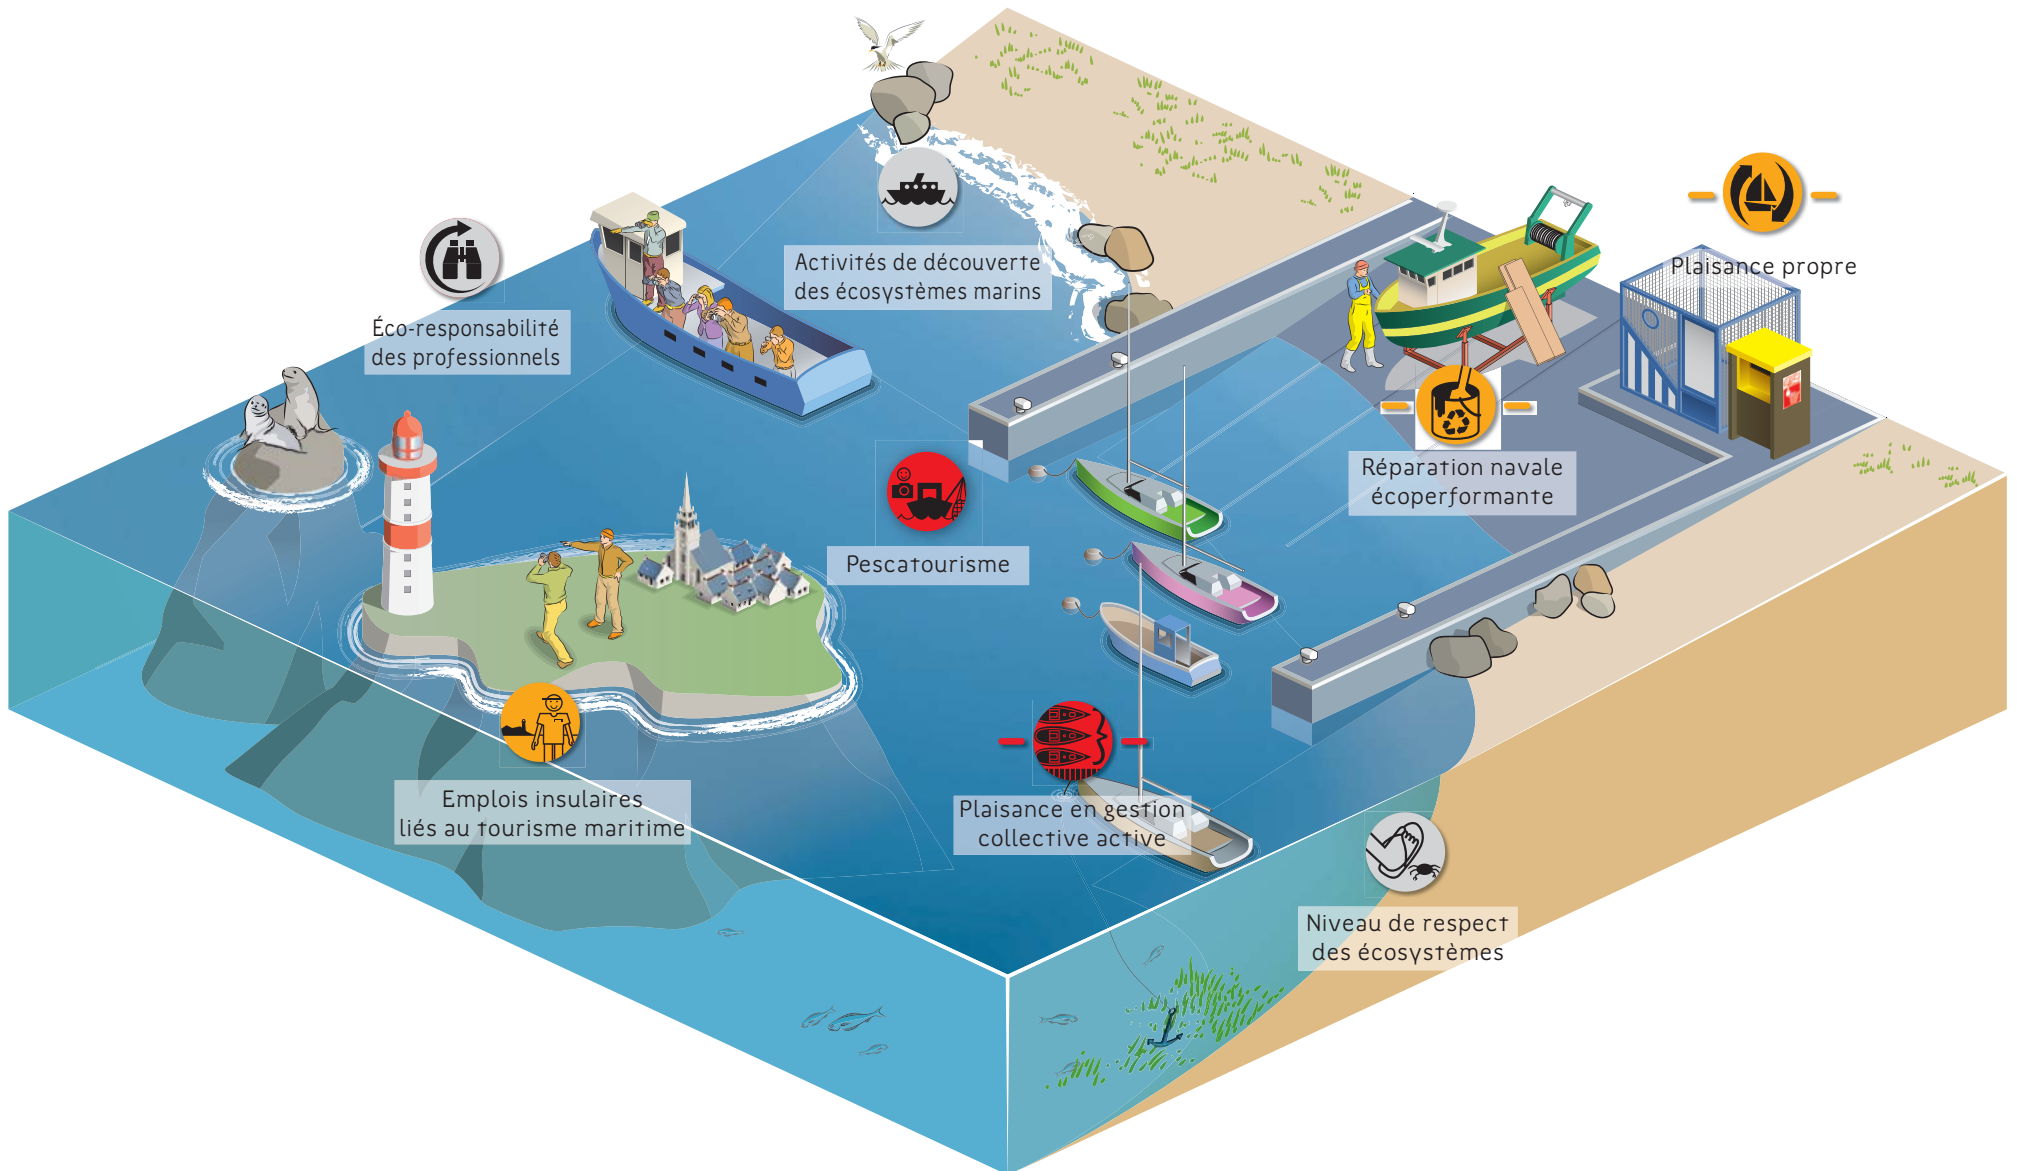 Activités de découverte
des écosystèmes marins
Plaisance propre
Éco-responsabilité
des professionnels
Réparation navale
écoperformante
Pescatourisme
Emplois insulaires
liés au tourisme maritime
Plaisance en gestion
collective active
Niveau de respect
des écosystèmes